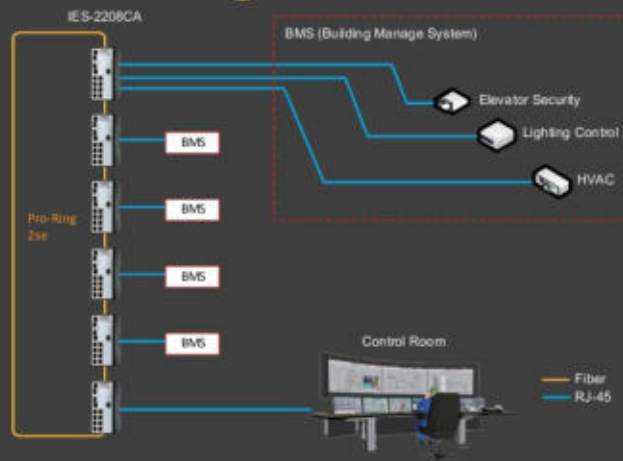 IES-2208CA
BMS (Building Manage System)
Elevator Security
Lighting Control
HVAC
BMS
BMS
Pro-Ring
2se
BMS
BMS
Control Room
Fiber
RJ-45